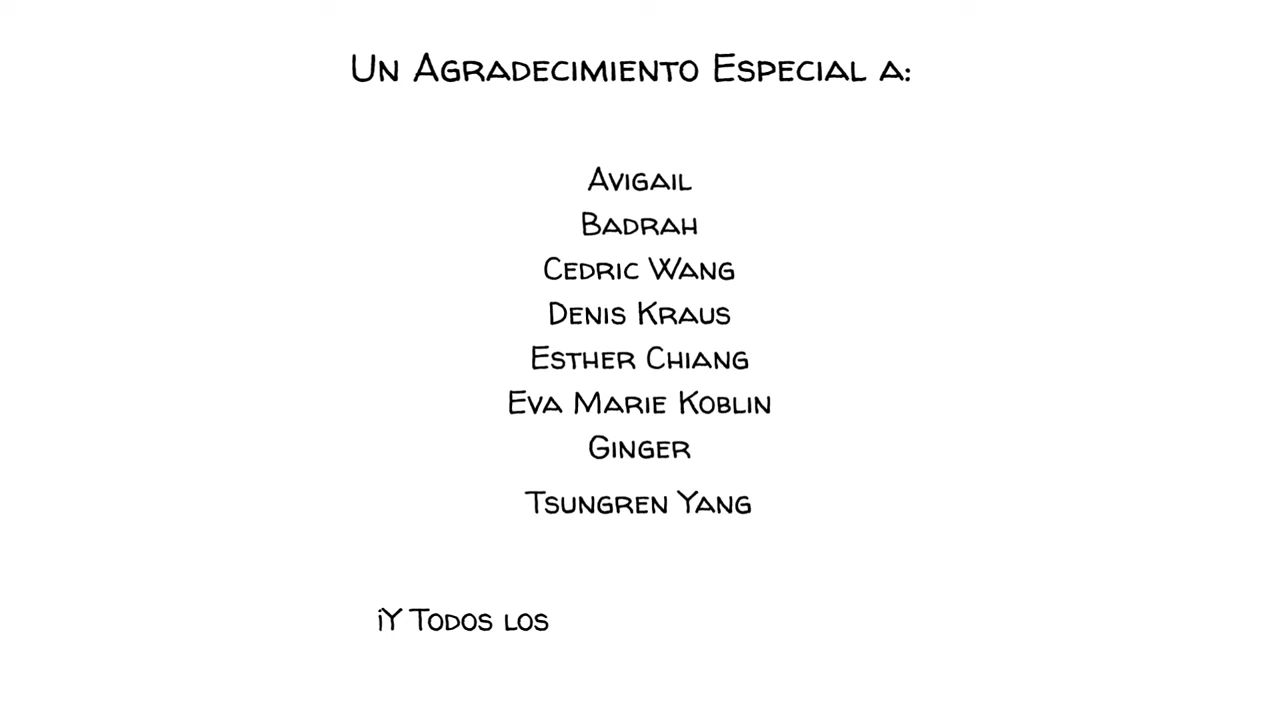 Un Agradecimiento Especial a:
Avigail
Badrah
Cedric Wang
Denis Kraus
Esther Chiang
Eva Marie Koblin
Ginger
Tsungren Yang
¡Y Todos los